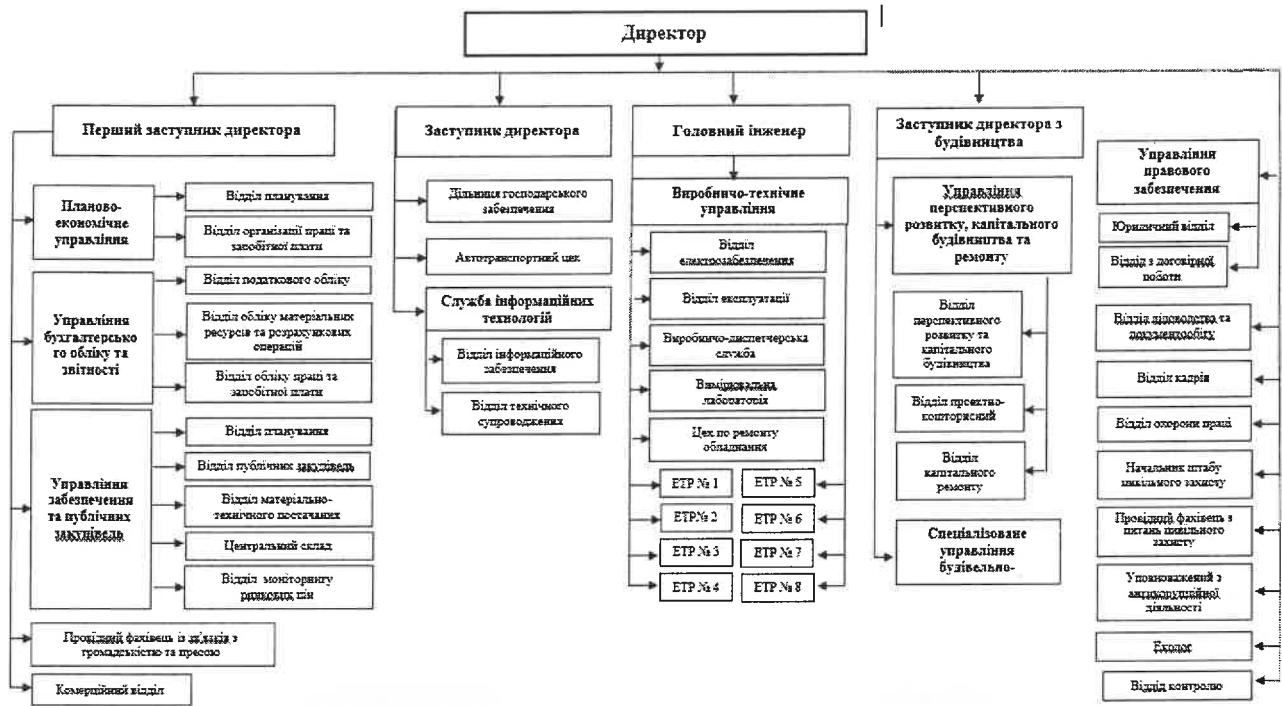 Директор
Перший заступник директора
Планово-
економічне
управління
Відділ планування
Відділ організації праці та
заробітної плати
Управління
бухгалтерсько
го обліку та
звітності
Відділ податкового обліку
Відділ обліку матеріальних
ресурсів та розрахункових
операцій
Відділ обліку праці та
заробітної плати
Управління
забезпечення
та публічних
закупівель
Відділ планування
Відділ публічних закупівель
Відділ матеріально-
технічного постачання
Центральний склад
Відділ моніторингу
ринкових цін
Провідний фахівець із зв'язків з
громадськістю та пресою
Комерційний відділ
Заступник директора
Дільниця господарського
забезпечення
Автотранспортний цех
Служба інформаційних
технологій
Відділ інформаційного
забезпечення
Відділ технічного
супроводження
Головний інженер
Виробничо-технічне
управління
Відділ
електрозабезпечення
Відділ експлуатації
Виробничо-диспетчерська
служба
Вимірювальна
лабораторія
Цех по ремонту
обладнання
ЕТР № 1
ЕТР № 5
ЕТР № 2
ЕТР № 6
ЕТР № 3
ЕТР № 7
ЕТР № 4
ЕТР № 8
Заступник директора з
будівництва
Управління
перспективного
розвитку, капітального
будівництва та
ремонту
Відділ
перспективного
розвитку та
капітального
будівництва
Відділ проектно-
кошторисний
Відділ
капітального
ремонту
Спеціалізоване
управління
будівельно-
Управління
правового
забезпечення
Юридичний відділ
Відділ з договірної
роботи
Відділ діловодства та
документообігу
Відділ кадрів
Відділ охорони праці
Начальник штабу
цивільного захисту
Провідний фахівець з
питань цивільного
захисту
Уповноважений з
антикорупційної
діяльності
Еколог
Відділ контролю